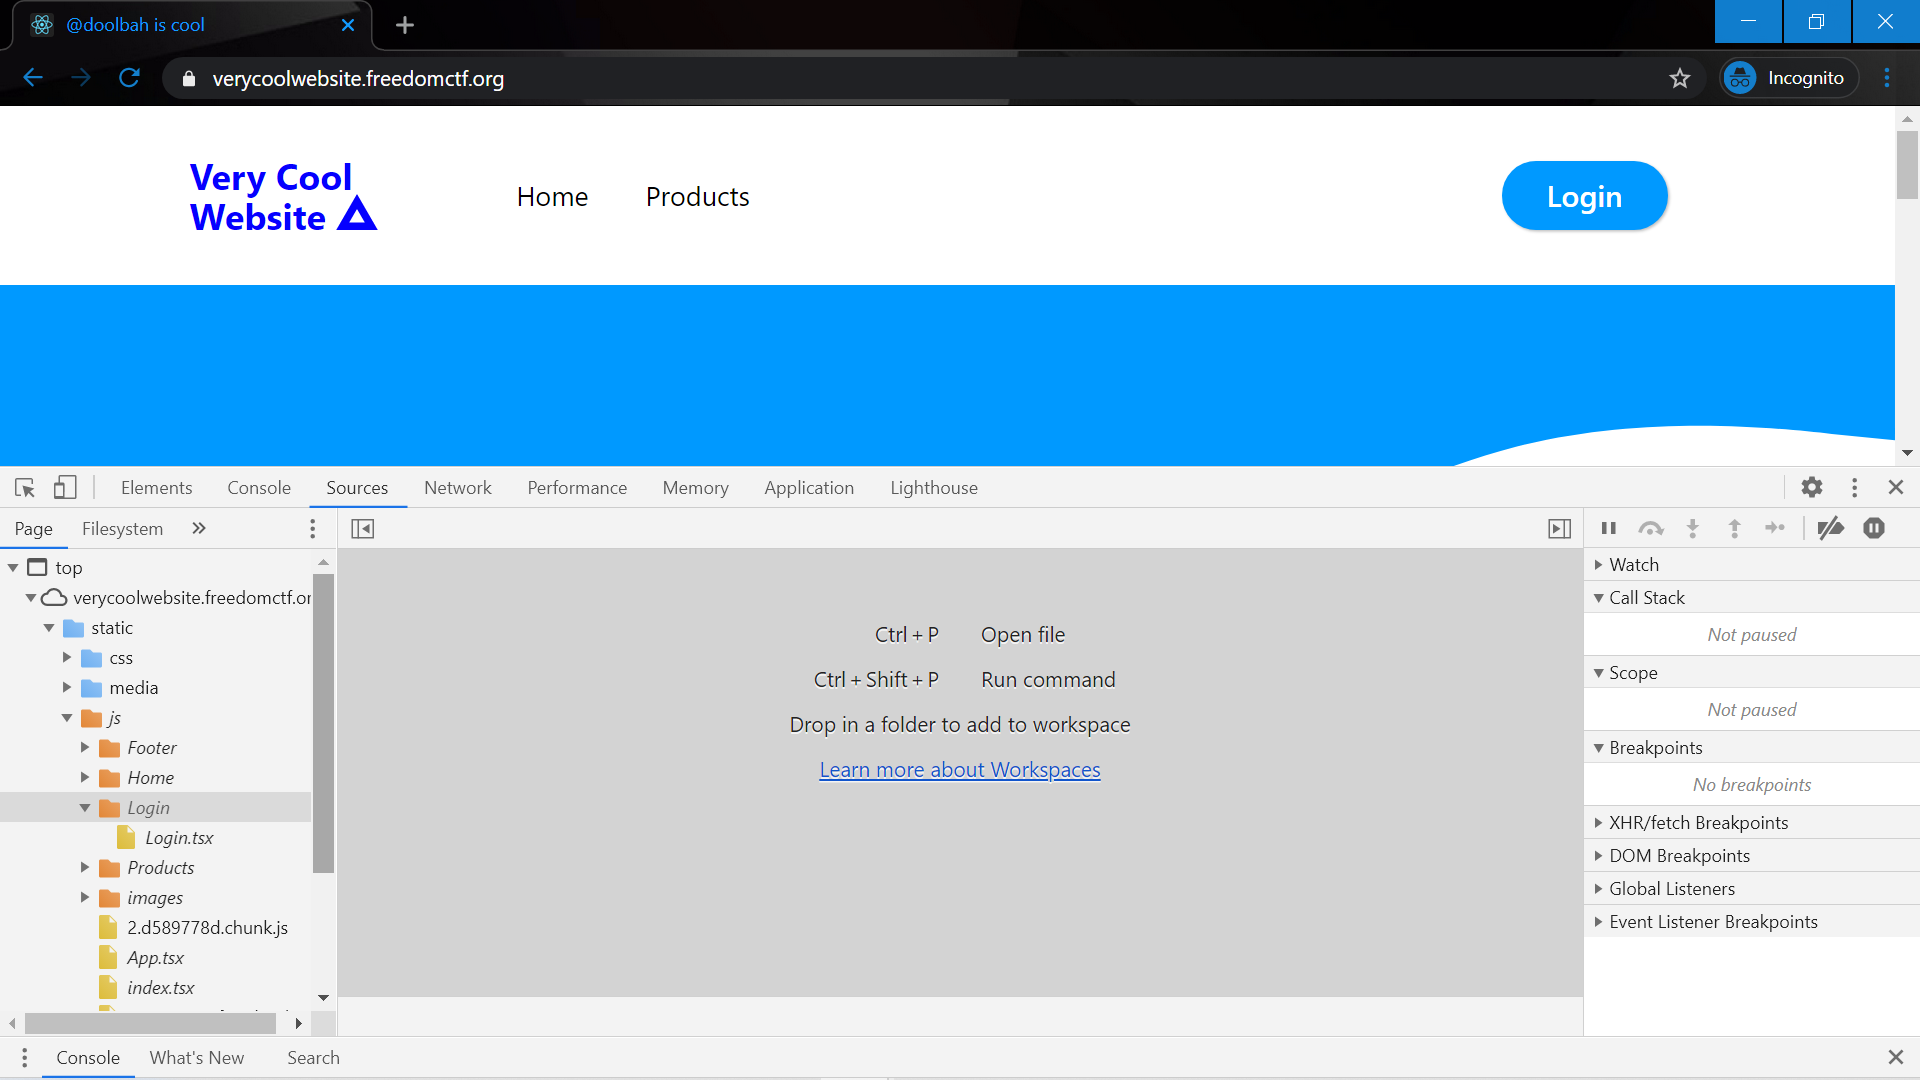 @doolbah is cool
verycoolwebsite.freedomctf.org
Incognito
Very Cool
Website
Home Products
Login
Elements Console Sources Network Performance Memory Application Lighthouse
Page Filesystem
top
verycoolwebsite.freedomctf.or
static
css
media
js
Footer
Home
Login
Login.tsx
Products
images
2.d589778d.chunk.js
App.tsx
index.tsx
Ctrl + P Open file
Ctrl + Shift + P Run command
Drop in a folder to add to workspace
Learn more about Workspaces
Watch
Call Stack
Not paused
Scope
Not paused
Breakpoints
No breakpoints
XHR/fetch Breakpoints
DOM Breakpoints
Global Listeners
Event Listener Breakpoints
Console What's New Search